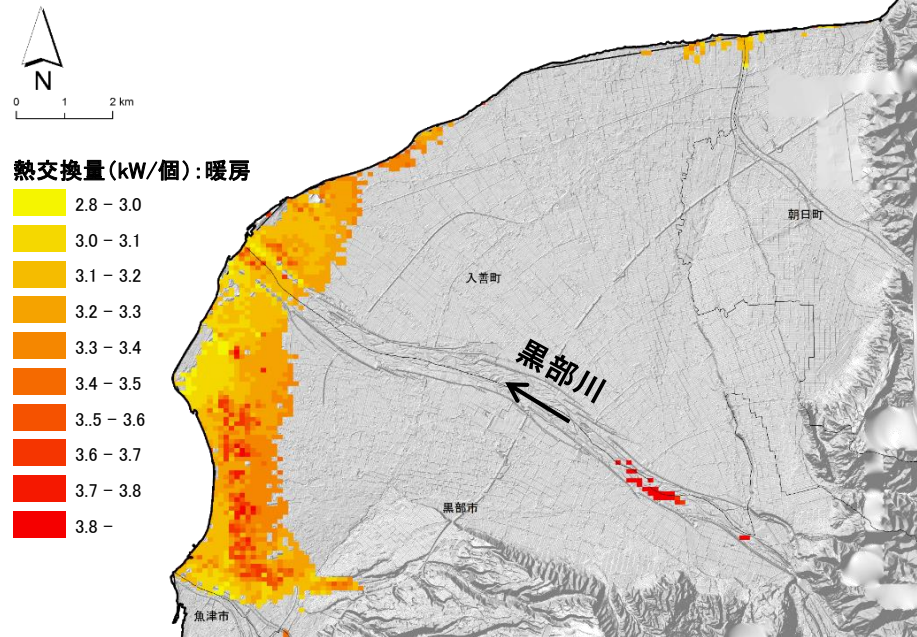 N
0 1 2 km
熱交換量(kW/個):暖房
2.8 - 3.0
3.0 - 3.1
3.1 - 3.2
3.2 - 3.3
3.3 - 3.4
3.4 - 3.5
3.5 - 3.6
3.6 - 3.7
3.7 - 3.8
3.8 -
朝日町
入善町
黒部川
黒部市
魚津市